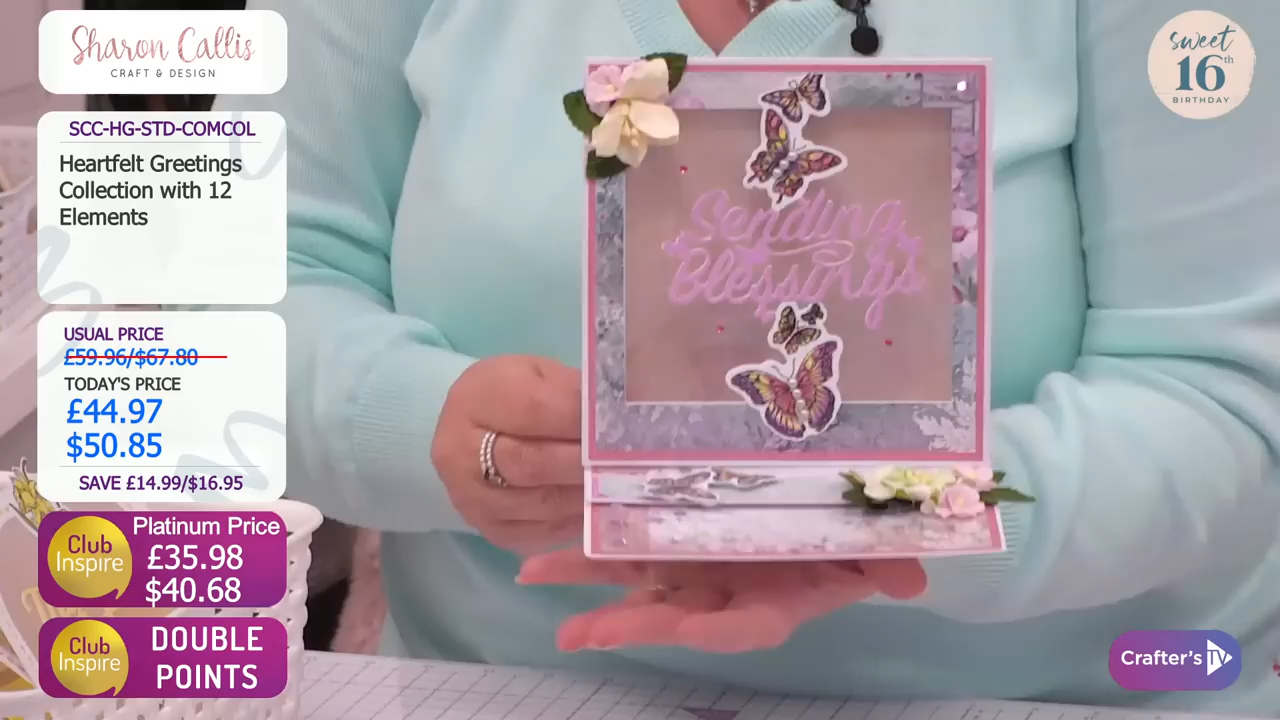 Sharon Callis
CRAFT & DESIGN
SCC-HG-STD-COMCOL
Heartfelt Greetings
Collection with 12
Elements
USUAL PRICE
£59.96/$67.80
TODAY'S PRICE
£44.97
$50.85
SAVE £14.99/$16.95
Club
Inspire
Platinum Price
£35.98
$40.68
Club
Inspire
DOUBLE
POINTS
Sending
Blessings
sweet
16th
BIRTHDAY
Crafter's TV